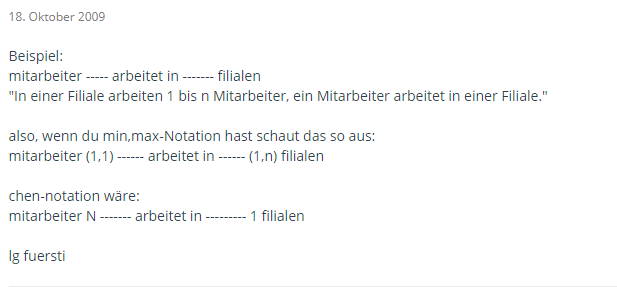 18. Oktober 2009
Beispiel:
mitarbeiter ----- arbeitet in ------- filialen
"In einer Filiale arbeiten 1 bis n Mitarbeiter, ein Mitarbeiter arbeitet in einer Filiale."
also, wenn du min,max-Notation hast schaut das so aus:
mitarbeiter (1,1) ------ arbeitet in ------ (1,n) filialen
chen-notation wäre:
mitarbeiter N ------- arbeitet in --------- 1 filialen
lg fuersti